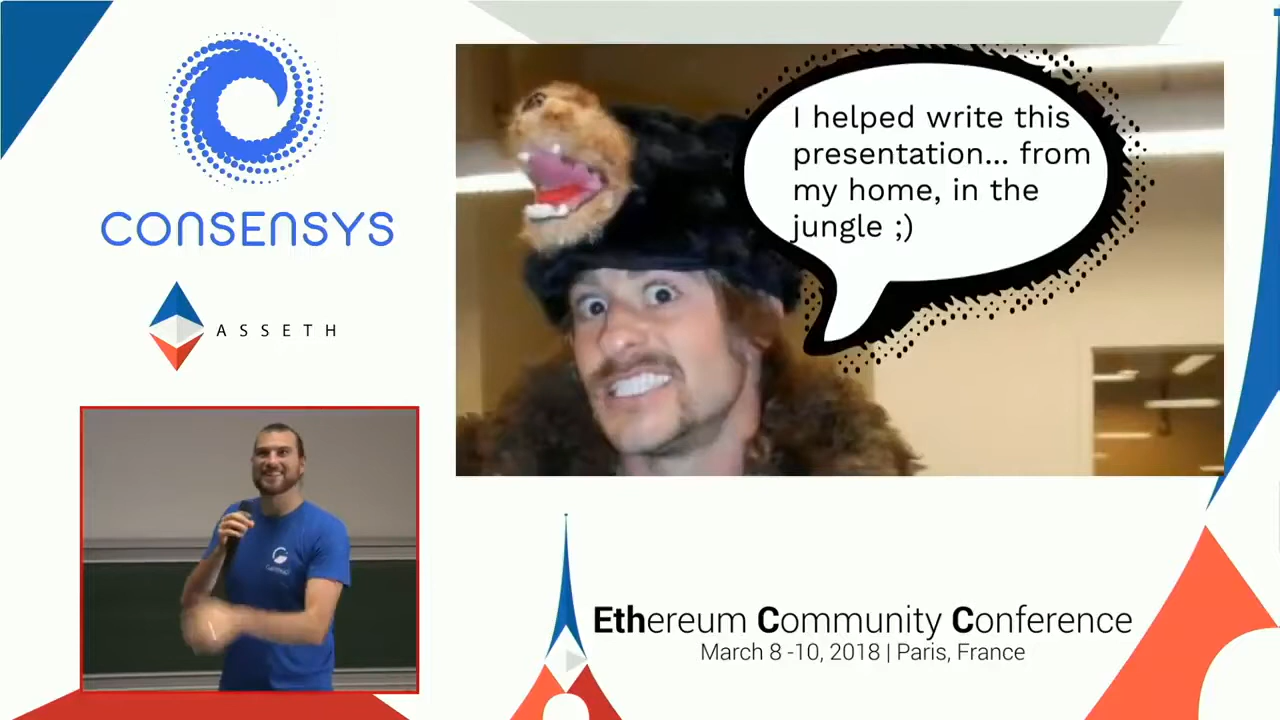 CONSENSYS
ASSETH
I helped write this
presentation... from
my home, in the
jungle ;)
Ethereum Community Conference
March 8 -10, 2018 | Paris, France